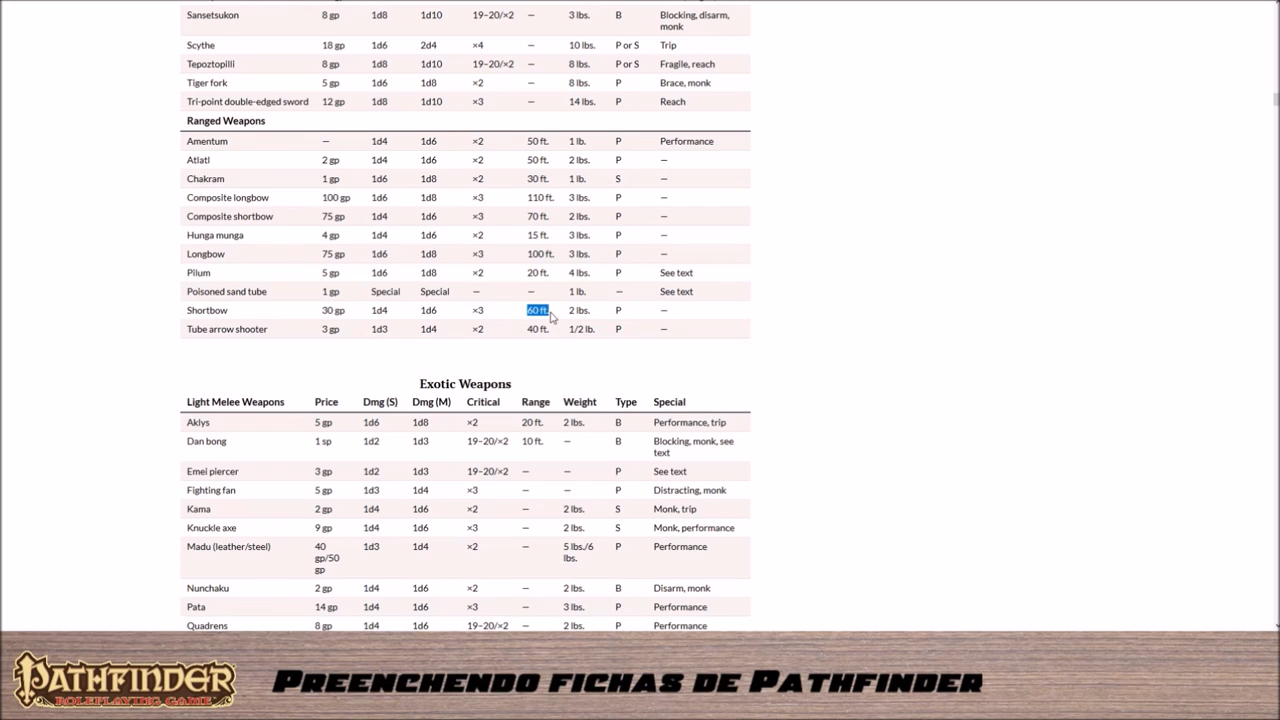 Sansetsukon 8 gp 1d8 1d10 19–20/×2 — 3 lbs. B Blocking, disarm,
monk
Scythe 18 gp 1d6 2d4 ×4 — 10 lbs. P or S Trip
Tepoztopilli 8 gp 1d8 1d10 19–20/×2 — 8 lbs. P or S Fragile, reach
Tiger fork 5 gp 1d6 1d8 ×2 — 8 lbs. P Brace, monk
Tri-point double-edged sword 12 gp 1d8 1d10 ×3 — 14 lbs. P Reach
Ranged Weapons
Amentum — 1d4 1d6 ×2 50 ft. 1 lb. P Performance
Atlatl 2 gp 1d4 1d6 ×2 50 ft. 2 lbs. P —
Chakram 1 gp 1d6 1d8 ×2 30 ft. 1 lb. S —
Composite longbow 100 gp 1d6 1d8 ×3 110 ft. 3 lbs. P —
Composite shortbow 75 gp 1d4 1d6 ×3 70 ft. 2 lbs. P —
Hunga munga 4 gp 1d4 1d6 ×2 15 ft. 3 lbs. P —
Longbow 75 gp 1d6 1d8 ×3 100 ft. 3 lbs. P —
Pilum 5 gp 1d6 1d8 ×2 20 ft. 4 lbs. P See text
Poisoned sand tube 1 gp Special Special — — 1 lb. — See text
Shortbow 30 gp 1d4 1d6 ×3 60 ft. 2 lbs. P —
Tube arrow shooter 3 gp 1d3 1d4 ×2 40 ft. 1/2 lb. P —
Exotic Weapons
Light Melee Weapons Price Dmg (S) Dmg (M) Critical Range Weight Type Special
Aklys 5 gp 1d6 1d8 ×2 20 ft. 2 lbs. B Performance, trip
Dan bong 1 sp 1d2 1d3 19–20/×2 10 ft. — B Blocking, monk, see
text
Emei piercer 3 gp 1d2 1d3 19–20/×2 — — P See text
Fighting fan 5 gp 1d3 1d4 ×3 — — P Distracting, monk
Kama 2 gp 1d4 1d6 ×2 — 2 lbs. S Monk, trip
Knuckle axe 9 gp 1d4 1d6 ×3 — 2 lbs. S Monk, performance
Madu (leather/steel) 40 1d3 1d4 ×2 — 5 lbs./6 P Performance
gp/50 lbs.
gp
Nunchaku 2 gp 1d4 1d6 ×2 — 2 lbs. B Disarm, monk
Pata 14 gp 1d4 1d6 ×3 — 3 lbs. P Performance
Quadrens 8 gp 1d4 1d6 19–20/×2 — 2 lbs. P Performance
PATHFINDER
ROLEPLAYING GAME
PREENCHENDO FICHAS DE PATHFINDER